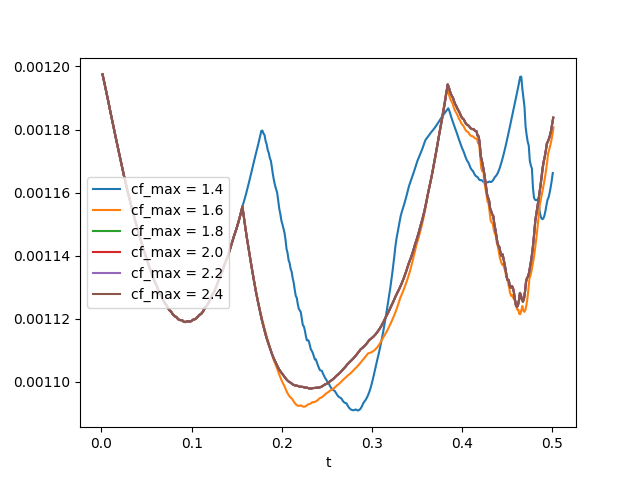 0.00120
0.00118
0.00116
0.00114
0.00112
0.00110
cf_max = 1.4
cf_max = 1.6
cf_max = 1.8
cf_max = 2.0
cf_max = 2.2
cf_max = 2.4
0.0 0.1 0.2 0.3 0.4 0.5
t